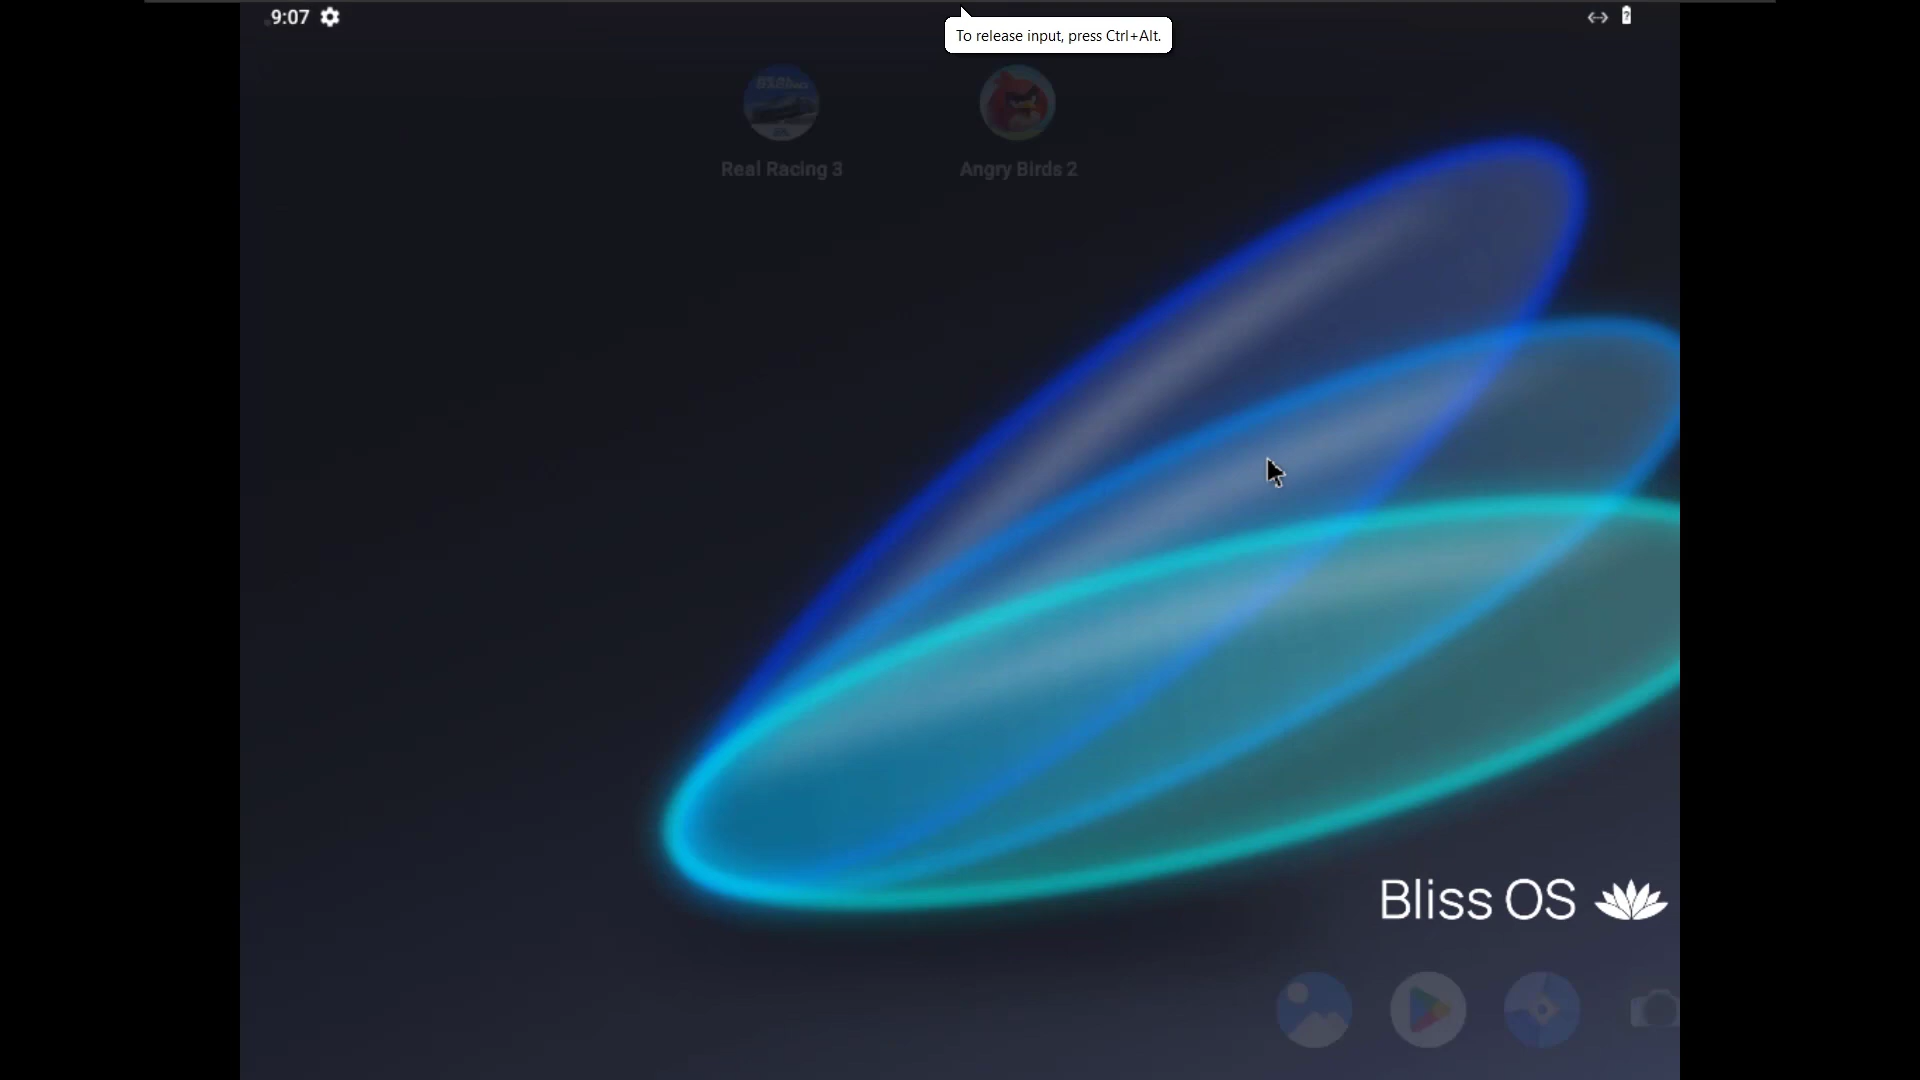 9:07
To release input, press Ctrl+Alt.
Real Racing 3
Angry Birds 2
Bliss OS